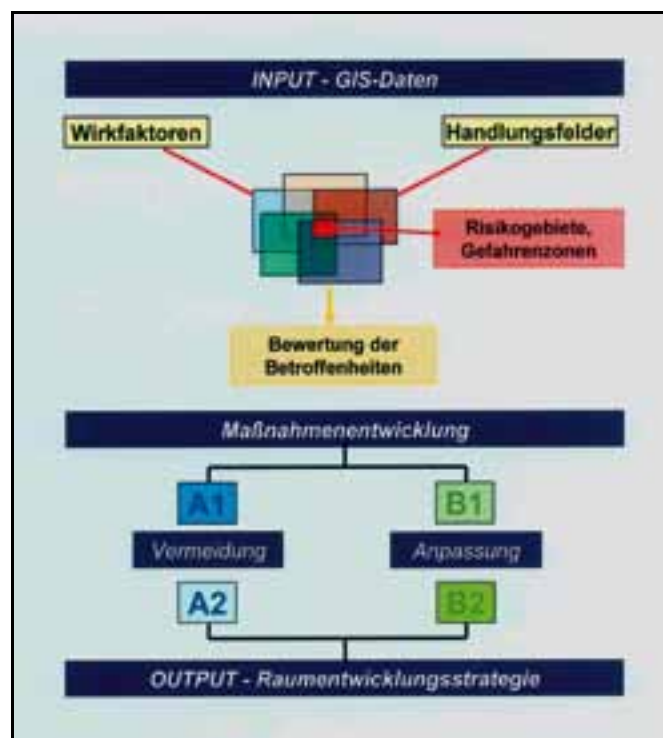 INPUT - GIS-Daten
Wirkfaktoren
Handlungsfelder
Risikogebiete,
Gefahrenzonen
Bewertung der
Betroffenheiten
Maßnahmenentwicklung
A1
B1
Vermeidung
Anpassung
A2
B2
OUTPUT - Raumentwicklungsstrategie